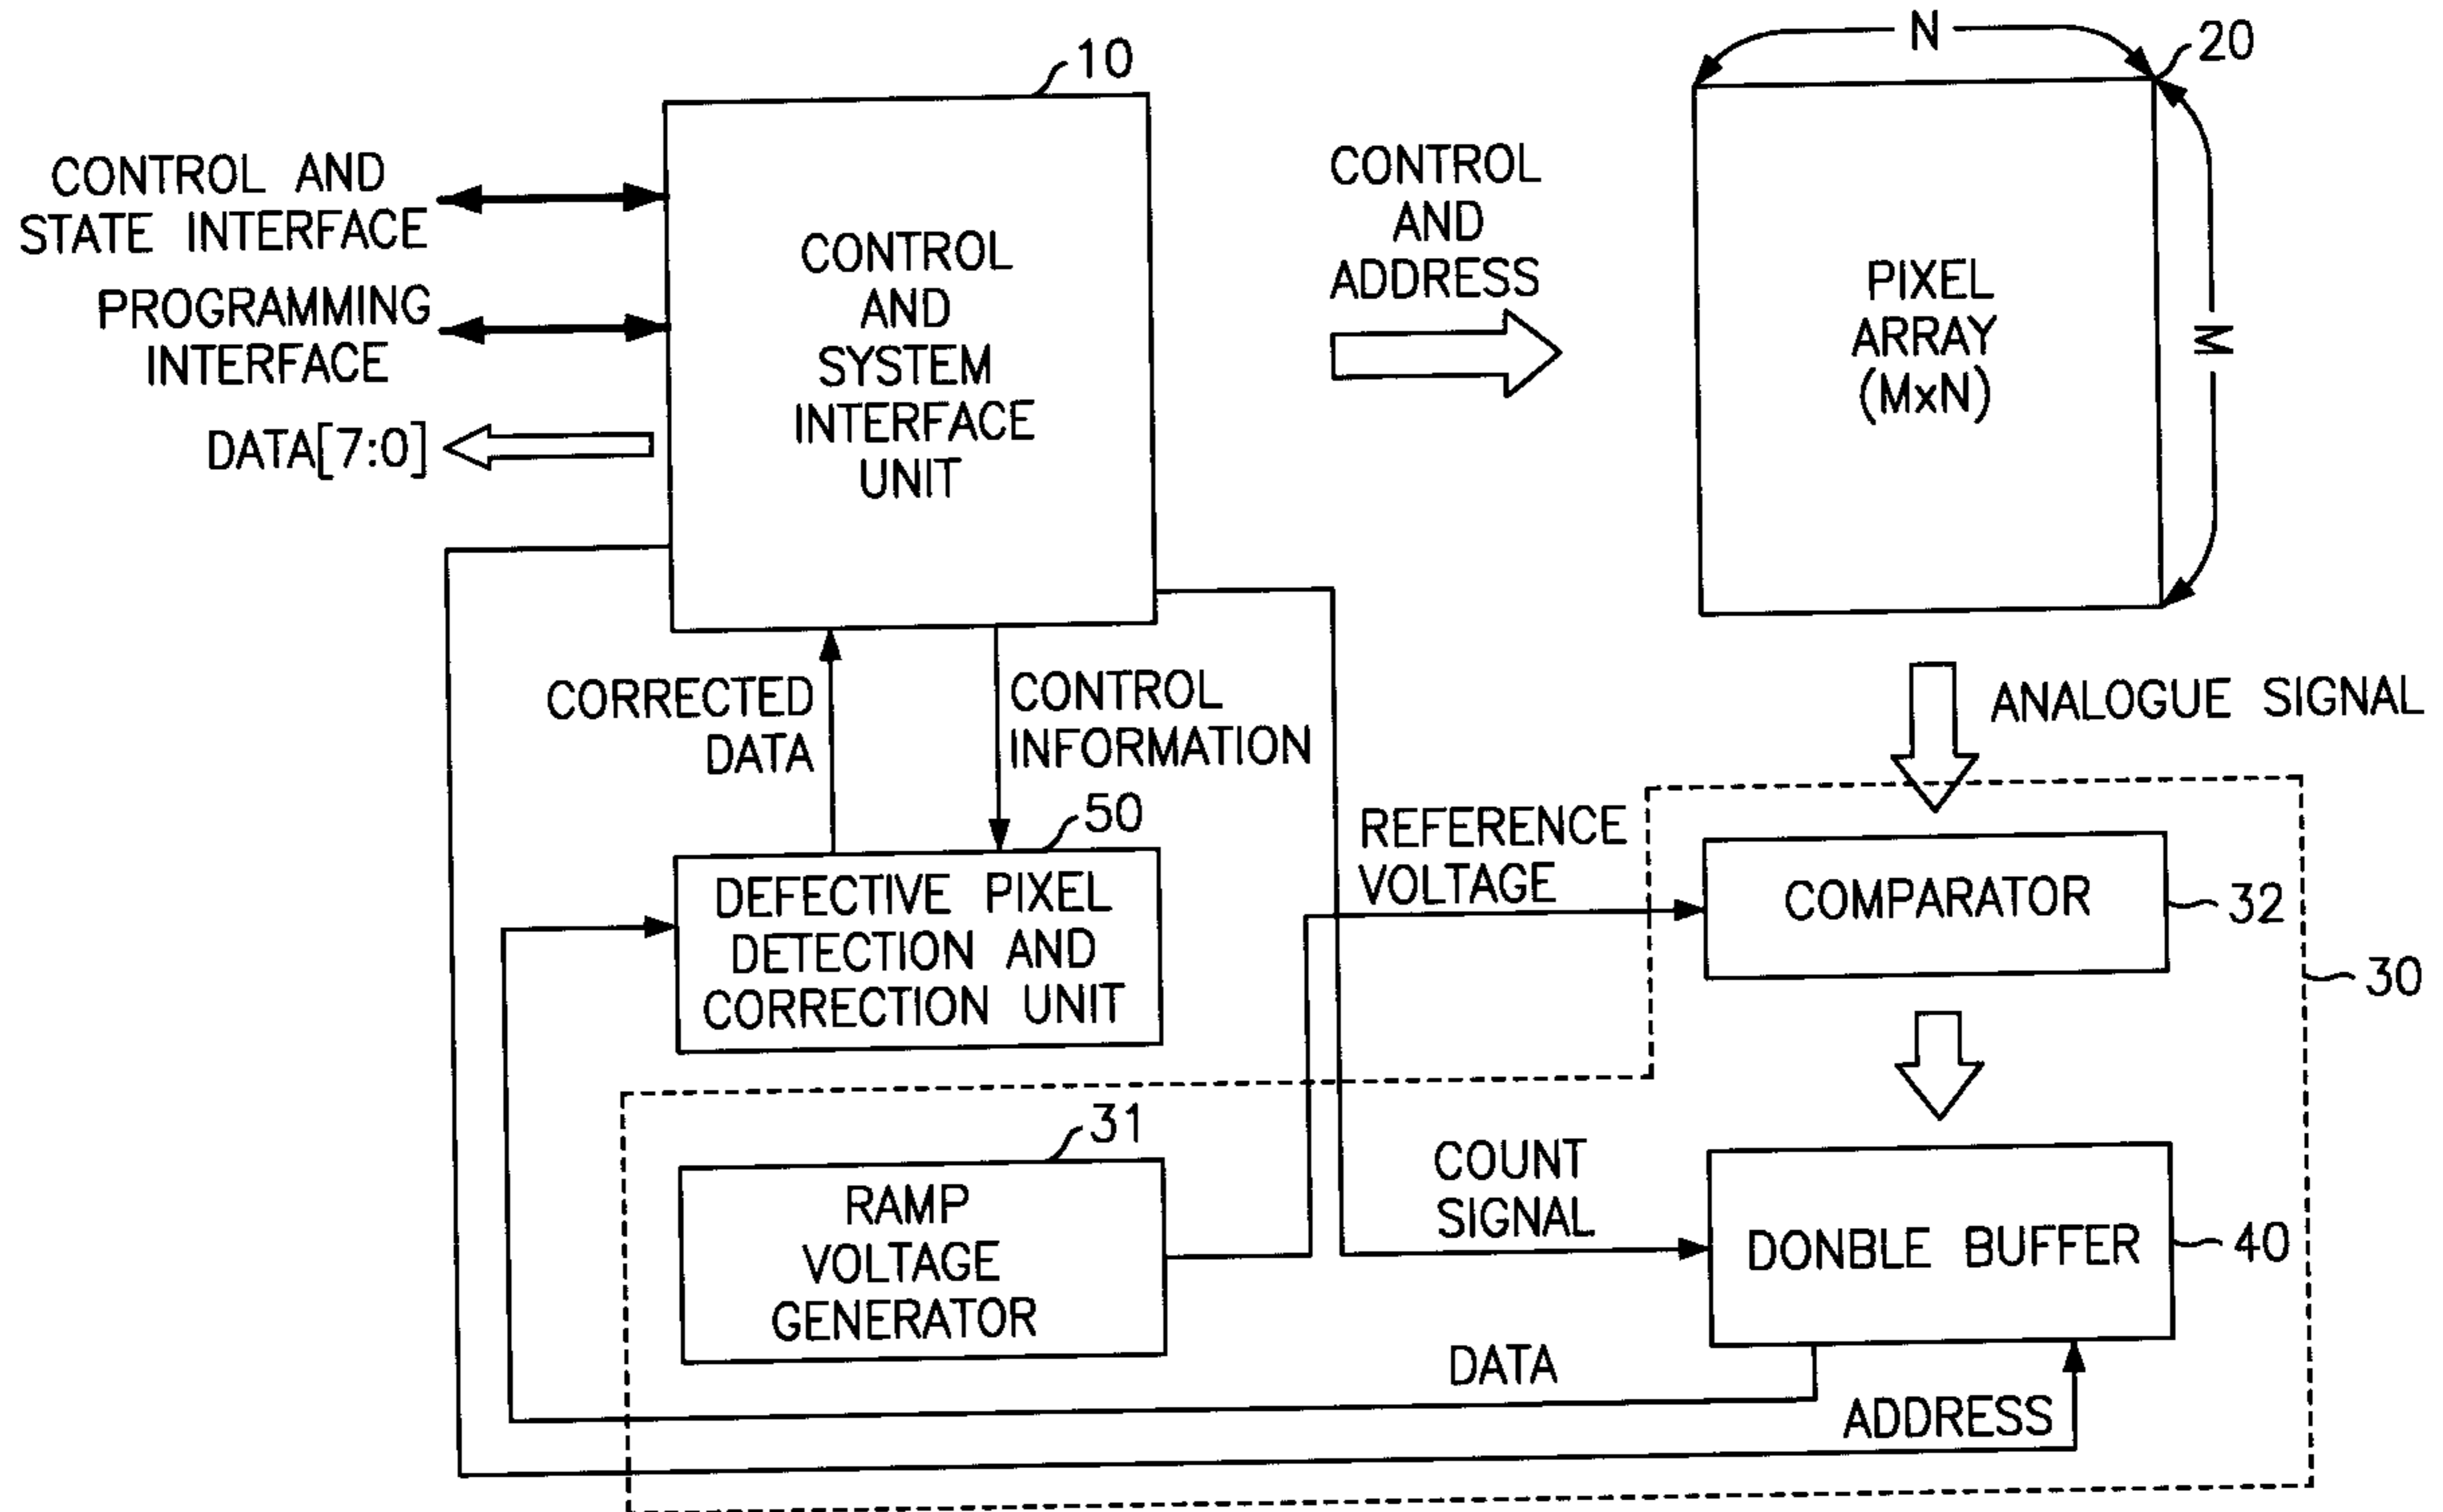 10
N
20
CONTROL AND
STATE INTERFACE
PROGRAMMING
INTERFACE
DATA[7:0]
CONTROL
AND
SYSTEM
INTERFACE
UNIT
CONTROL
AND
ADDRESS
PIXEL
ARRAY
(MxN)
M
CORRECTED
DATA
CONTROL
INFORMATION
ANALOGUE SIGNAL
50
DEFECTIVE PIXEL
DETECTION AND
CORRECTION UNIT
REFERENCE
VOLTAGE
COMPARATOR
32
30
31
RAMP
VOLTAGE
GENERATOR
COUNT
SIGNAL
DONBLE BUFFER
40
DATA
ADDRESS